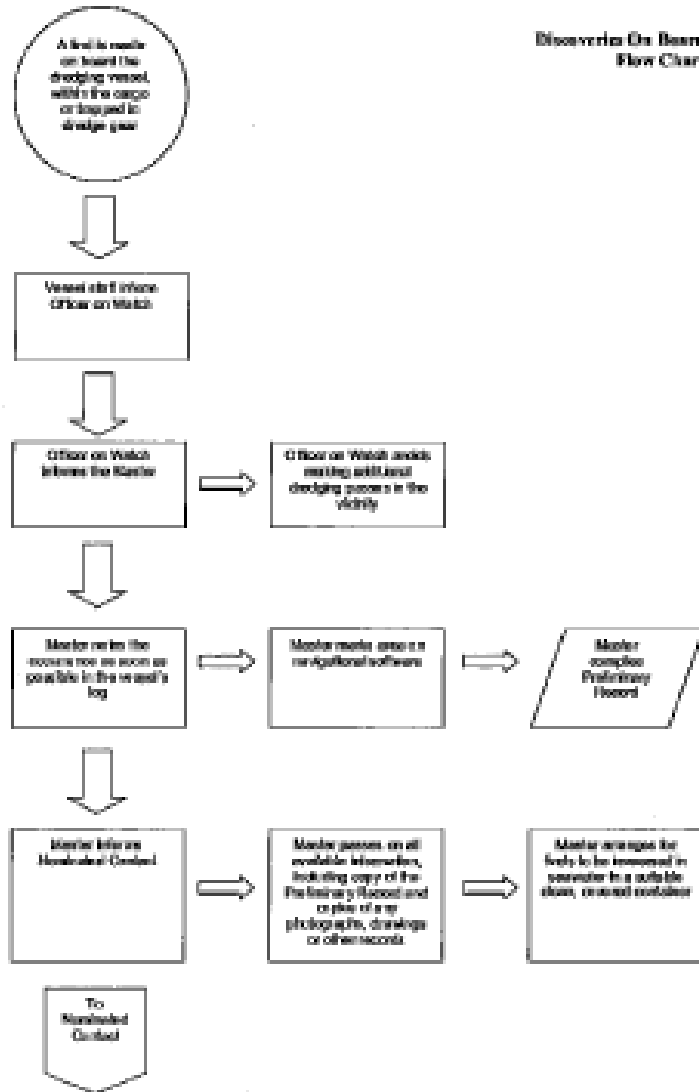 Discoveries On Boar
Flow Char
A find is made
on board the
dredging vessel,
within the cargo
or trapped in
dredge gear
Vessel staff inform
Officer on Watch
Officer on Watch
informs the Master
Officer on Watch avoids
making additional
dredging passes in the
vicinity
Master notes the
occurrence as soon as
possible in the vessel's
log
Master marks area on
navigational software
Master
completes
Preliminary
Record
Master informs
Nominated Contact
Master passes on all
available information,
including copy of the
Preliminary Record and
copies of any
photographs, drawings
or other records
Master arranges for
finds to be immersed in
seawater in a suitable
clean, covered container
To
Nominated
Contact